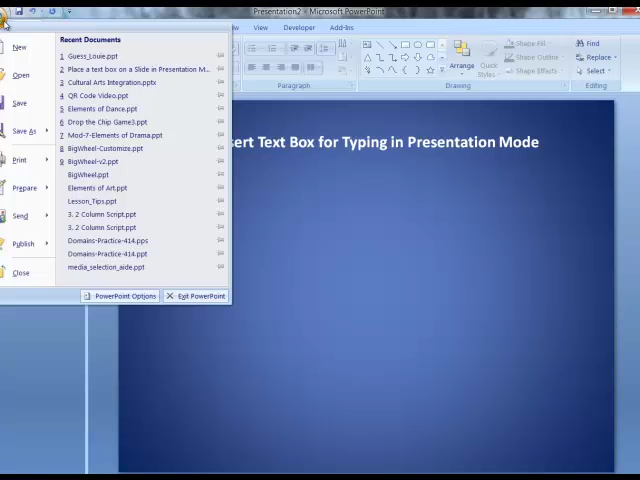 Presentation2 - Microsoft PowerPoint
View
Developer
Add-Ins
Shape Fill
Shape Outline
Shape Effects
Arrange
Quick
Styles
Find
Replace
Select
Paragraph
Drawing
Editing
New
Open
Save
Save As
Print
Prepare
Send
Publish
Close
Recent Documents
1 Guess_Louie.ppt
2 Place a text box on a Slide in Presentation M...
3 Cultural Arts Integration.pptx
4 QR Code Video.ppt
5 Elements of Dance.ppt
6 Drop the Chip Game3.ppt
7 Mod-7-Elements of Drama.ppt
8 BigWheel-Customize.ppt
9 BigWheel-v2.ppt
BigWheel.ppt
Elements of Art.ppt
Lesson_Tips.ppt
3. 2 Column Script.ppt
3. 2 Column Script.ppt
Domains-Practice-414.pps
Domains-Practice-414.ppt
media_selection_aide.ppt
PowerPoint Options
Exit PowerPoint
sert Text Box for Typing in Presentation Mode